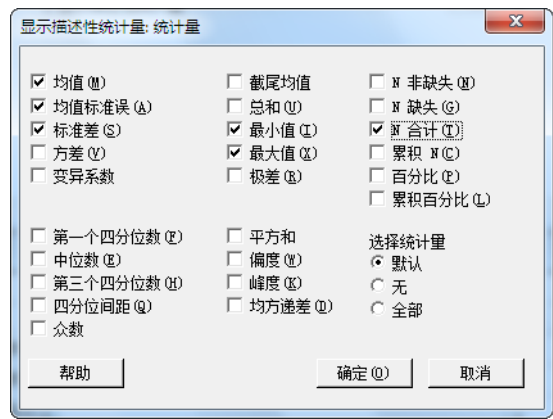 显示描述性统计量: 统计量
均值(M) 截尾均值 N 非缺失(N)
均值标准误(A) 总和(U) N 缺失(G)
标准差(S) 最小值(I) N 合计(T)
方差(V) 最大值(X) 累积 N(C)
变异系数 极差(R) 百分比(P)
累积百分比(L)
第一个四分位数(F) 平方和 选择统计量
中位数(E) 偏度(W) 默认
第三个四分位数(H) 峰度(K) 无
四分位间距(Q) 均方递差(D) 全部
众数
帮助 确定(O) 取消